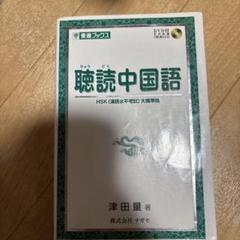 東進ブックス
ちょう どく
聴読中国語
HSK(漢語水平考試)大綱準拠
津田量 著
株式会社 ナガセ